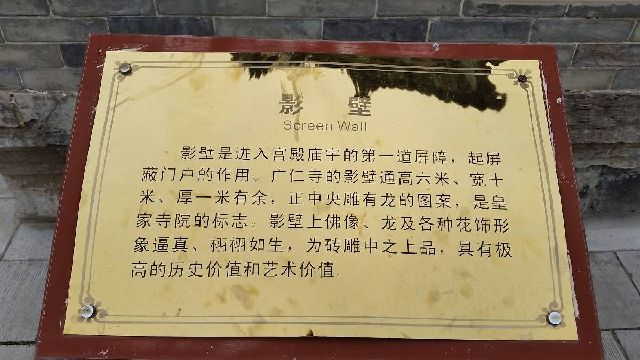 影 壁
Screen Wall
影壁是进入宫殿庙宇的第一道屏障，起屏
蔽门户的作用。广仁寺的影壁通高六米、宽十
米、厚一米有余，正中央雕有龙的图案，是皇
家寺院的标志。影壁上佛像、龙及各种花饰形
象逼真、栩栩如生，为砖雕中之上品，具有极
高的历史价值和艺术价值